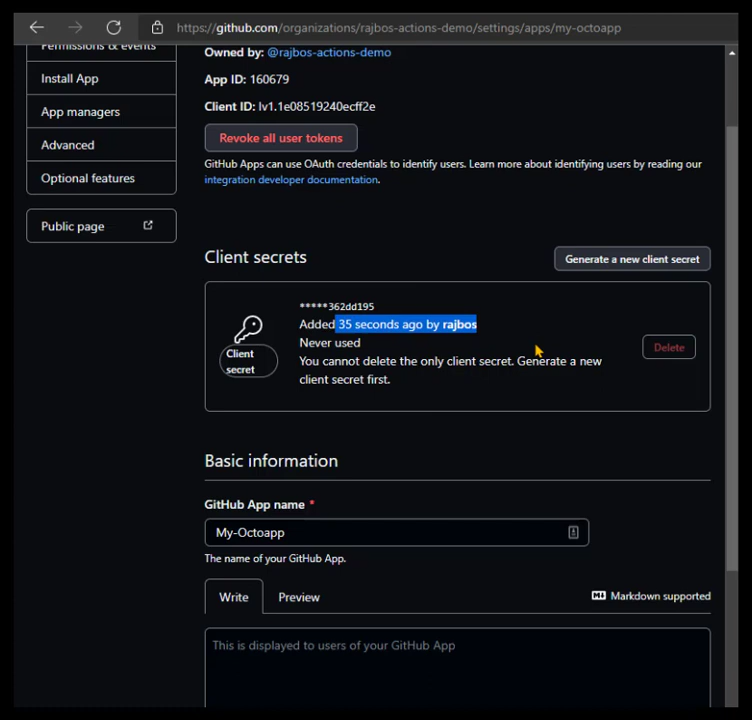 https://github.com/organizations/rajbos-actions-demo/settings/apps/my-octoapp
Permissions & events
Install App
App managers
Advanced
Optional features
Public page
Owned by: @rajbos-actions-demo
App ID: 160679
Client ID: lv1.1e08519240ecff2e
Revoke all user tokens
GitHub Apps can use OAuth credentials to identify users. Learn more about identifying users by reading our
integration developer documentation.
Client secrets
Generate a new client secret
Client
secret
*****362dd195
Added 35 seconds ago by rajbos
Never used
You cannot delete the only client secret. Generate a new
client secret first.
Delete
Basic information
GitHub App name *
My-Octoapp
The name of your GitHub App.
Write
Preview
Markdown supported
This is displayed to users of your GitHub App